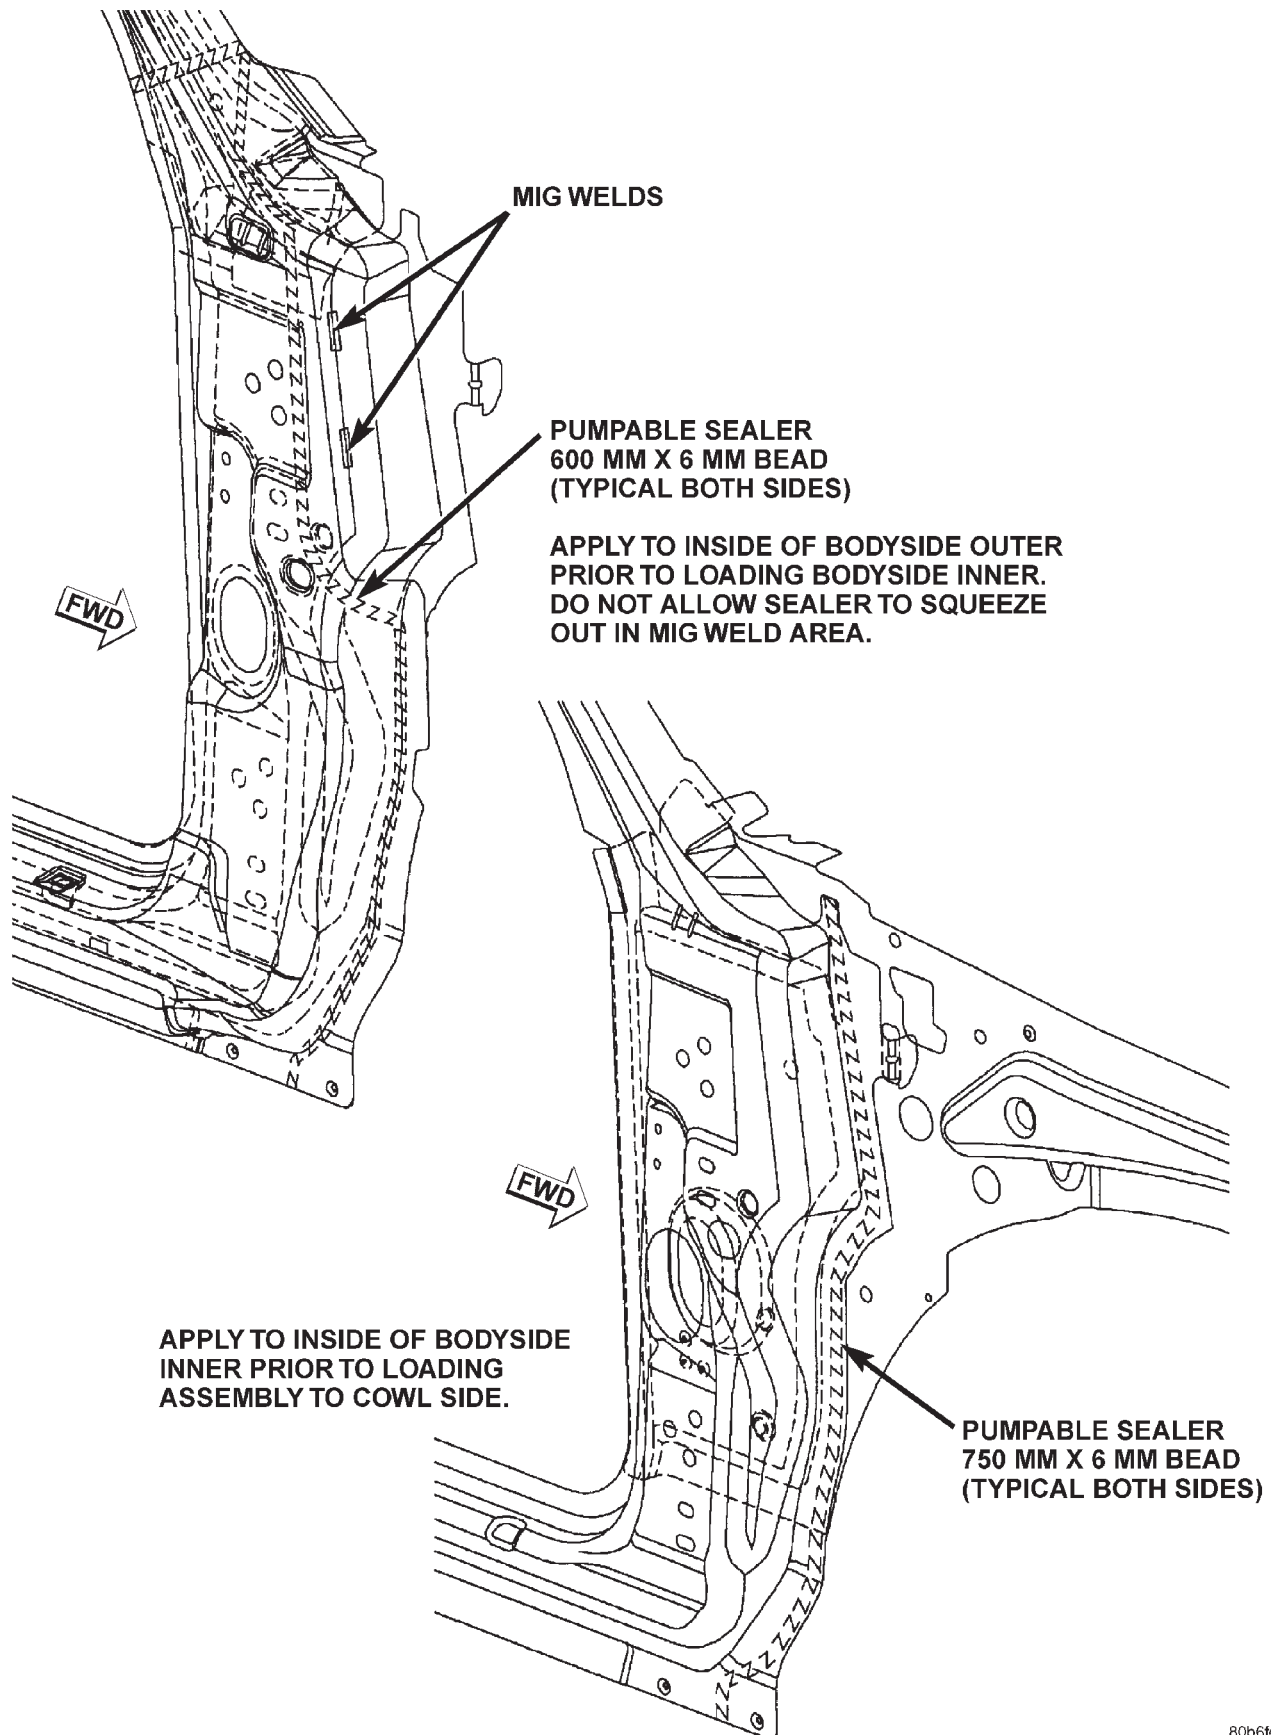 MIG WELDS
PUMPABLE SEALER
600 MM X 6 MM BEAD
(TYPICAL BOTH SIDES)
APPLY TO INSIDE OF BODYSIDE OUTER
PRIOR TO LOADING BODYSIDE INNER.
DO NOT ALLOW SEALER TO SQUEEZE
OUT IN MIG WELD AREA.
FWD
FWD
APPLY TO INSIDE OF BODYSIDE
INNER PRIOR TO LOADING
ASSEMBLY TO COWL SIDE.
PUMPABLE SEALER
750 MM X 6 MM BEAD
(TYPICAL BOTH SIDES)